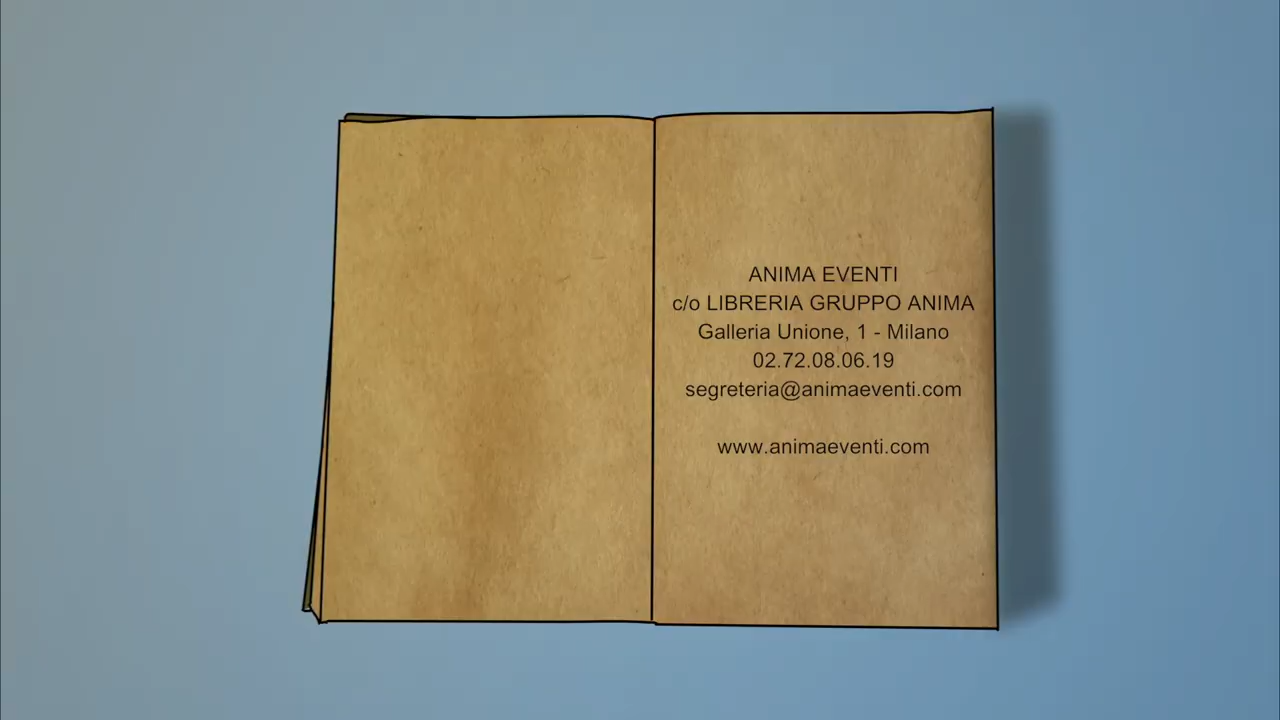 ANIMA EVENTI
c/o LIBRERIA GRUPPO ANIMA
Galleria Unione, 1 - Milano
02.72.08.06.19
segreteria@animaeventi.com
www.animaeventi.com